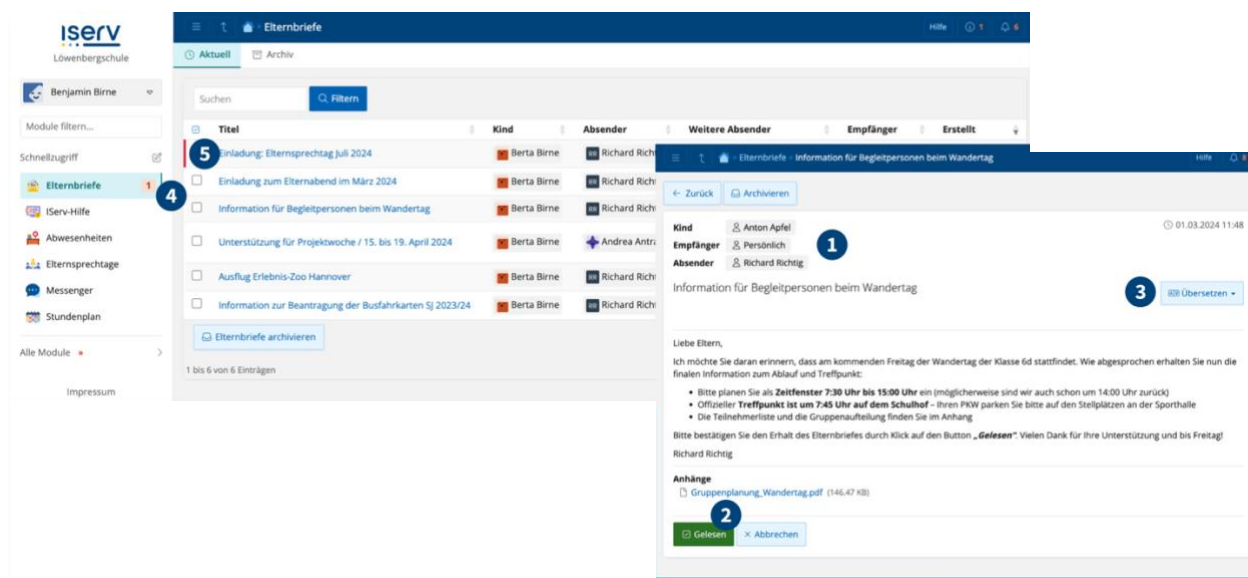 IServ
Löwenbergschule
Benjamin Birne
Module filtern...
Schnellzugriff
Elternbriefe 1
4
IServ-Hilfe
Abwesenheiten
Elternsprechtage
Messenger
Stundenplan
Alle Module
Impressum
Elternbriefe
Hilfe 1 6
Aktuell Archiv
Suchen Filtern
Titel Kind Absender Weitere Absender Empfänger Erstellt
5 Einladung: Elternsprechtag Juli 2024 Berta Birne Richard
Einladung zum Elternabend im März 2024 Berta Birne Richard
Information für Begleitpersonen beim Wandertag Berta Birne Richard
Unterstützung für Projektwoche / 15. bis 19. April 2024 Berta Birne Andrea
Ausflug Erlebnis-Zoo Hannover Berta Birne Richard
Information zur Beantragung der Busfahrkarten SJ 2023/24 Berta Birne Richard
Elternbriefe archivieren
1 bis 6 von 6 Einträgen
Elternbriefe Information für Begleitpersonen beim Wandertag Hilfe
Zurück Archivieren
Kind Anton Apfel 01.03.2024 11:48
Empfänger Persönlich 1
Absender Richard Richtig
Information für Begleitpersonen beim Wandertag
3 Übersetzen
Liebe Eltern,
ich möchte Sie daran erinnern, dass am kommenden Freitag der Wandertag der Klasse 6d stattfindet. Wie abgesprochen erhalten Sie nun die
finalen Information zum Ablauf und Treffpunkt:
• Bitte planen Sie als Zeitfenster 7:30 Uhr bis 15:00 Uhr ein (möglicherweise sind wir auch schon um 14:00 Uhr zurück)
• Offizieller Treffpunkt ist um 7:45 Uhr auf dem Schulhof – Ihren PKW parken Sie bitte auf den Stellplätzen an der Sporthalle
• Die Teilnehmerliste und die Gruppenaufteilung finden Sie im Anhang
Bitte bestätigen Sie den Erhalt des Elternbriefes durch Klick auf den Button „Gelesen“. Vielen Dank für Ihre Unterstützung und bis Freitag!
Richard Richtig
Anhänge
Gruppenplanung_Wandertag.pdf (146,47 KB)
2
Gelesen Abbrechen